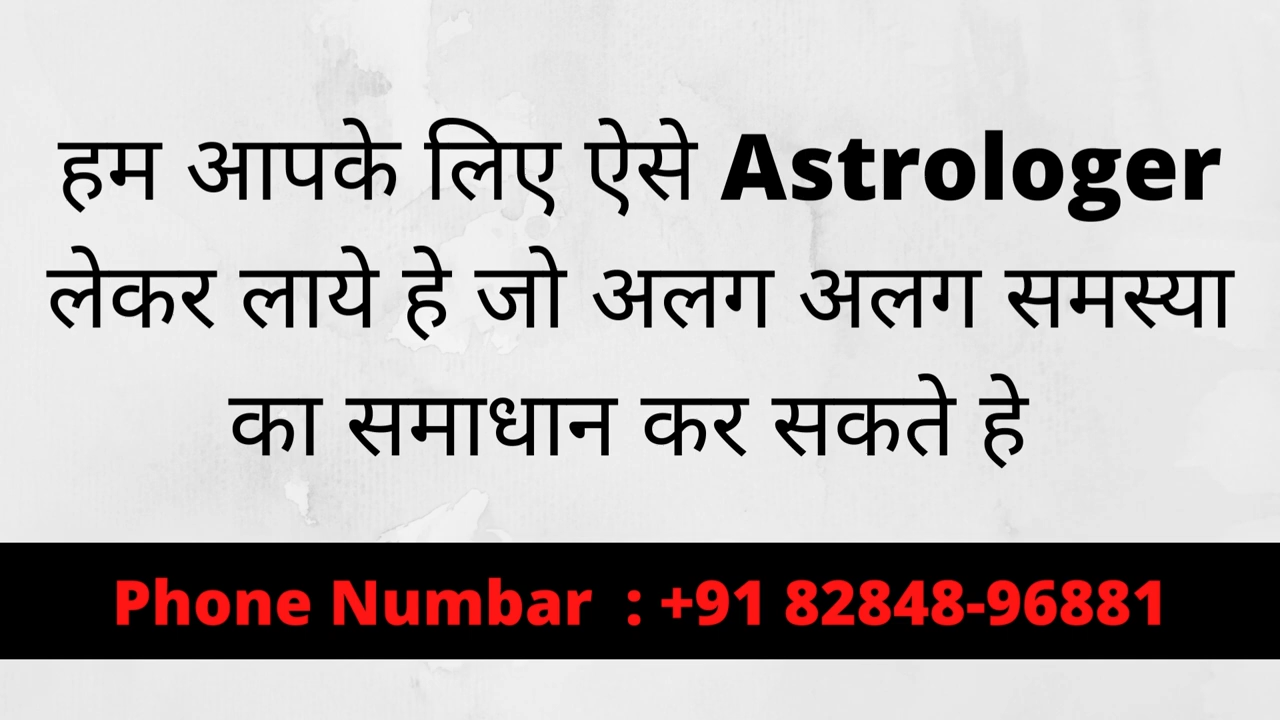 हम आपके लिए ऐसे Astrologer
लेकर लाये हे जो अलग अलग समस्या
का समाधान कर सकते हे
Phone Numbar : +91 82848-96881